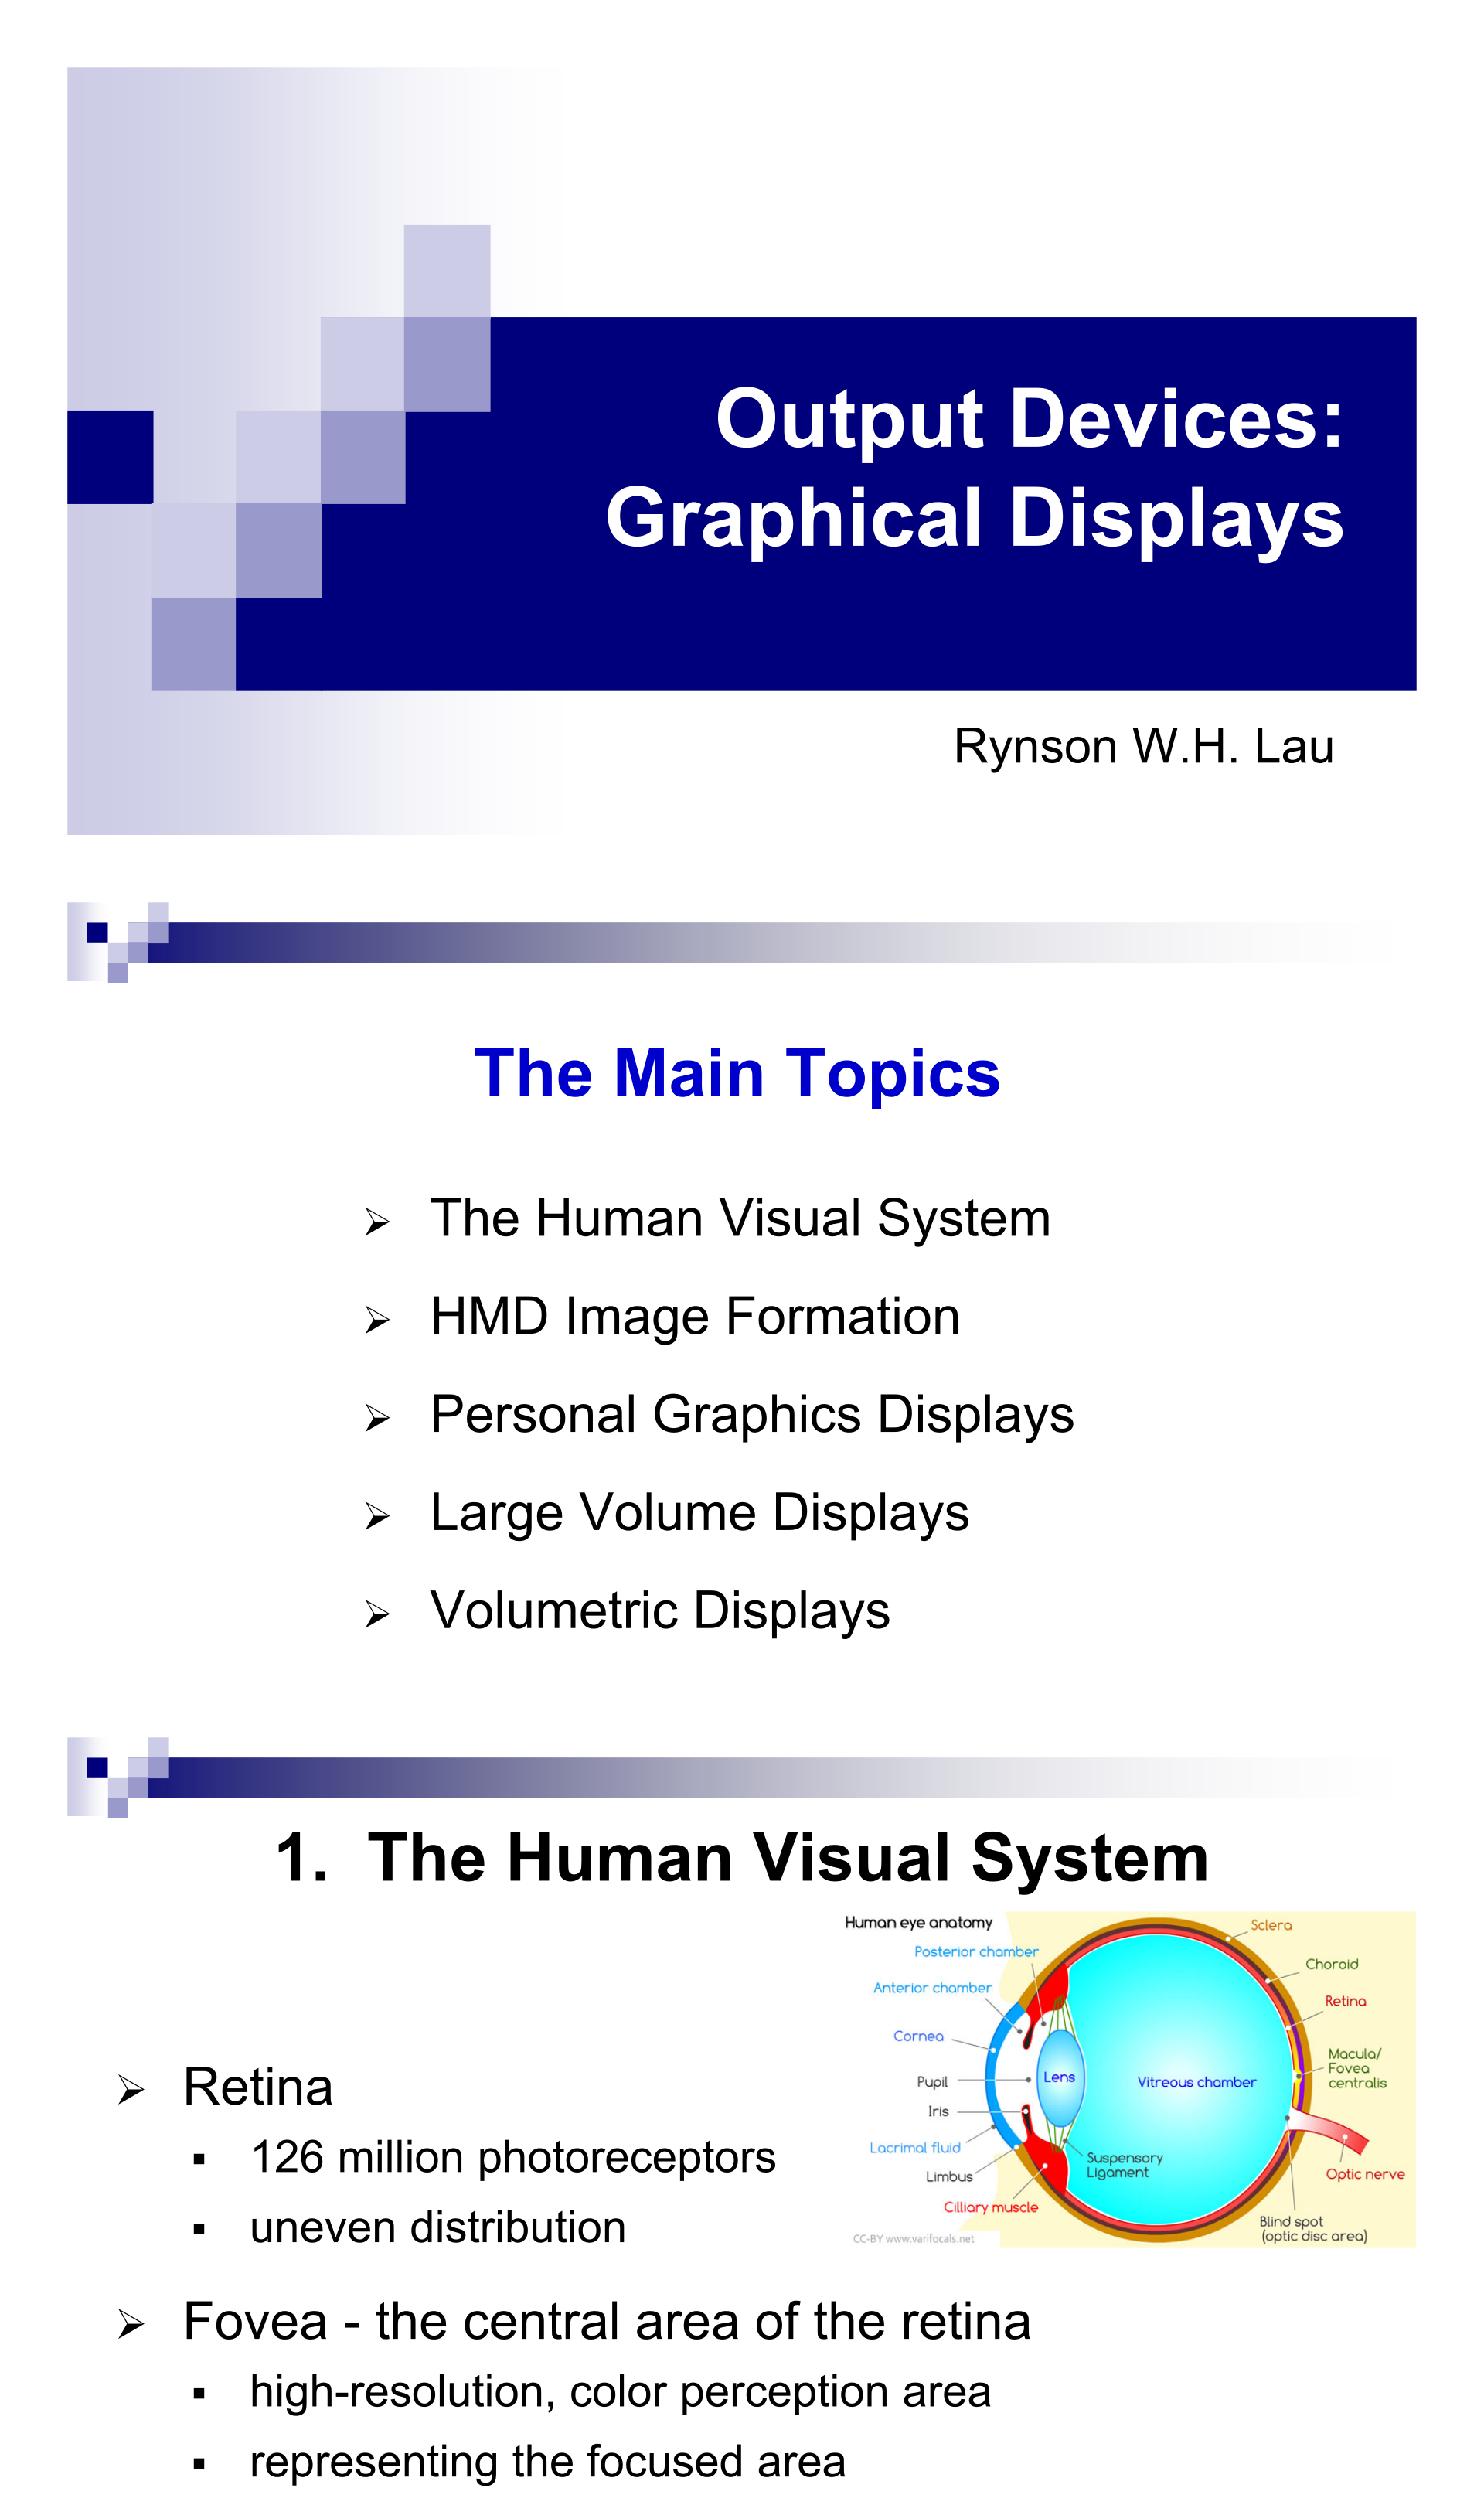 Output Devices:
Graphical Displays
Rynson W.H. Lau
The Main Topics
➢ The Human Visual System
➢ HMD Image Formation
➢ Personal Graphics Displays
➢ Large Volume Displays
➢ Volumetric Displays
1. The Human Visual System
Human eye anatomy
Posterior chamber
Anterior chamber
Cornea
Pupil
Iris
Lacrimal fluid
Limbus
Cilliary muscle
Lens
Suspensory
Ligament
Vitreous chamber
Sclera
Choroid
Retina
Macula/
Fovea
centralis
Optic nerve
Blind spot
(optic disc area)
CC-BY www.varifocals.net
➢ Retina
▪ 126 million photoreceptors
▪ uneven distribution
➢ Fovea - the central area of the retina
▪ high-resolution, color perception area
▪ representing the focused area